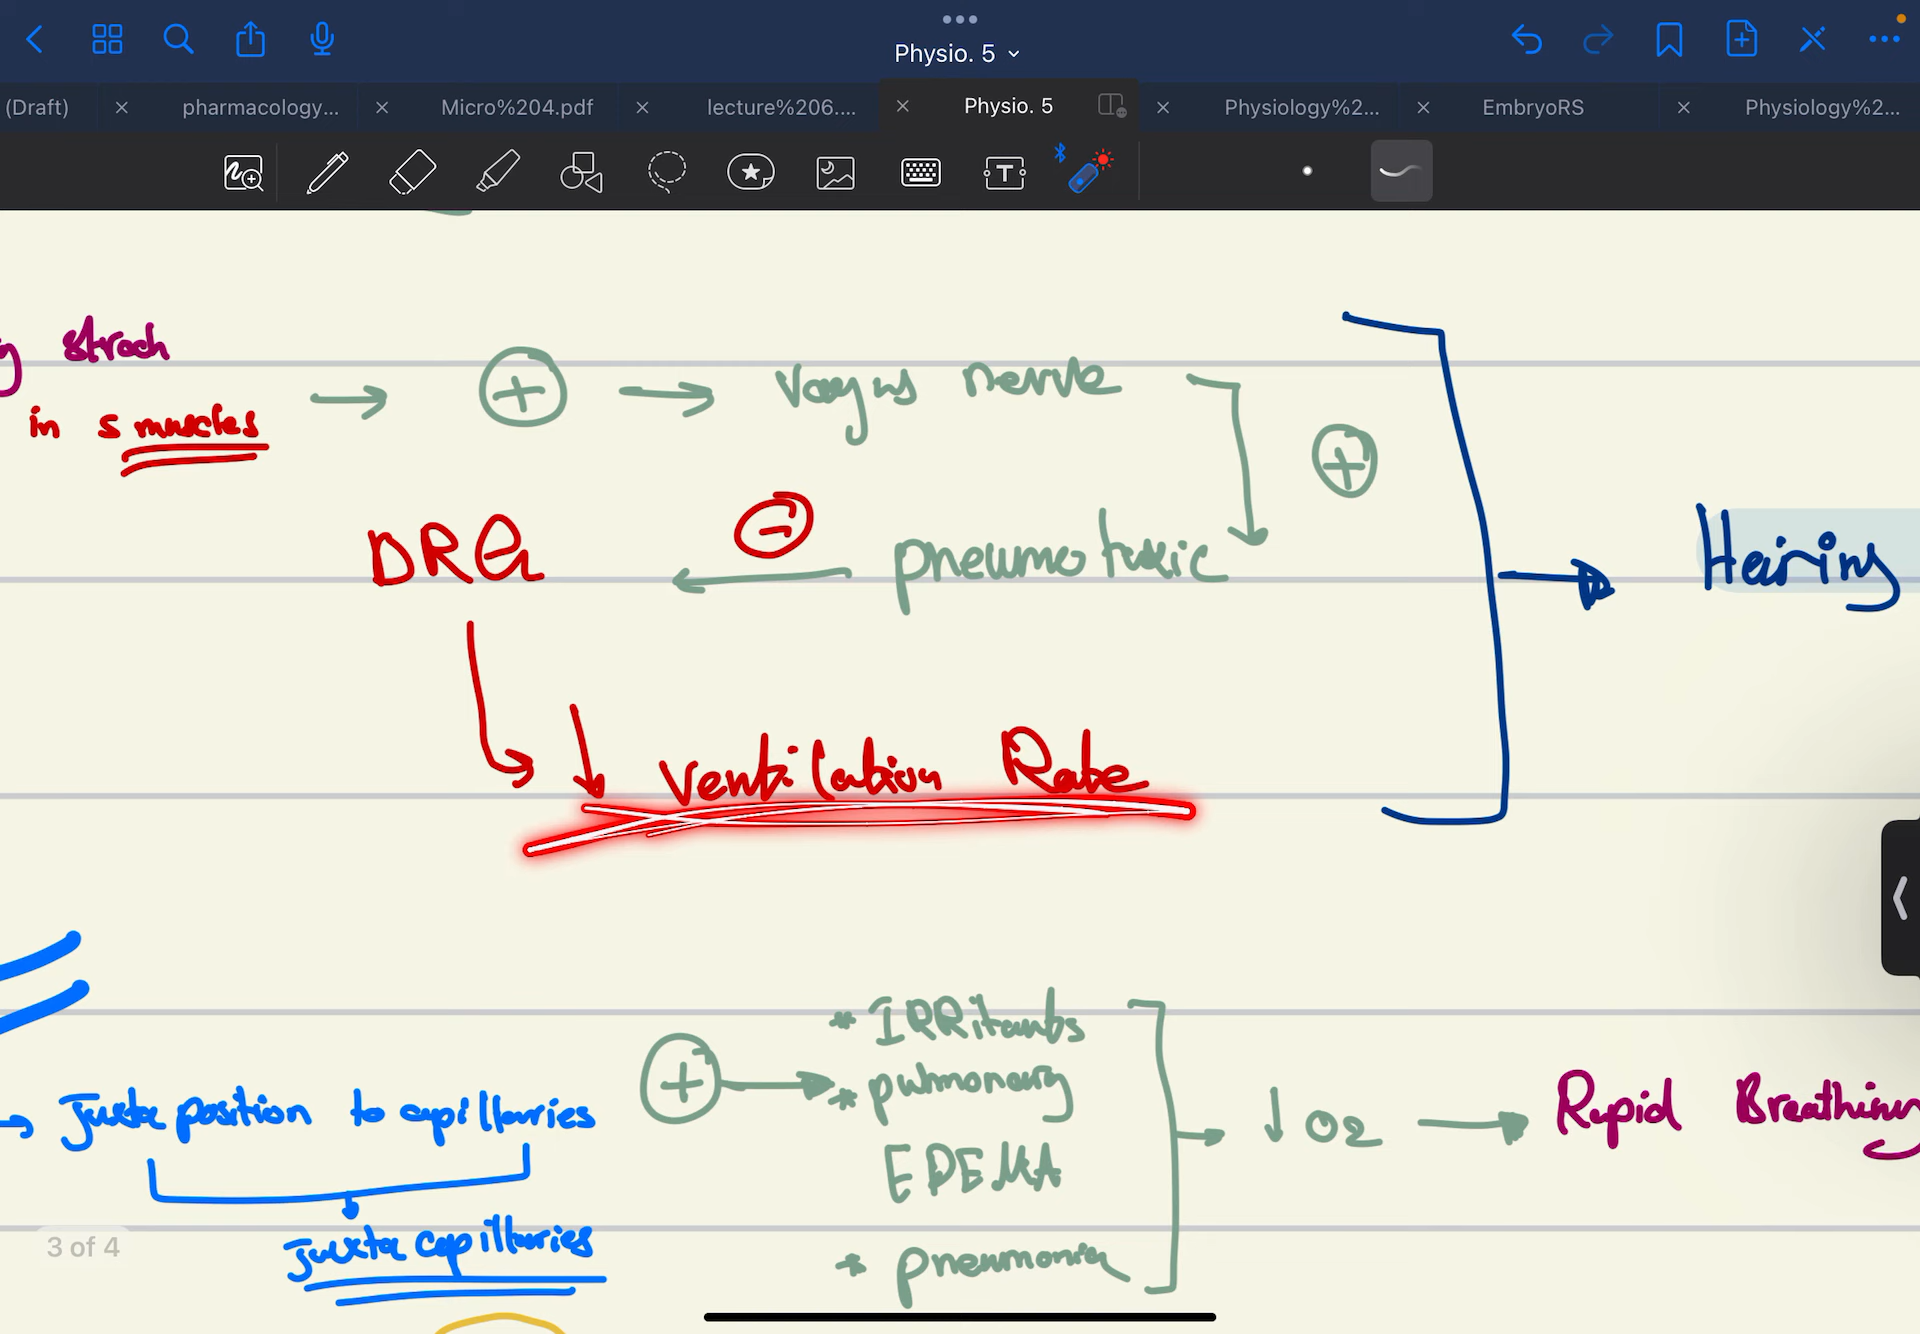 Physio. 5
(Draft) pharmacology... Micro%204.pdf lecture%206.... Physio. 5 Physiology%2... EmbryoRS Physiology%2...
strach
in s muscles → + → vagus nerve
+
DRG - pneumotaxic
Heiring
↓ ventilation Rate
* IRRitants
+ → * pulmonary
EDEMA
* pneumonia
→ Juxta position to capillaries
↓ O2 → Rapid Breathing
Juxta capillaries
3 of 4